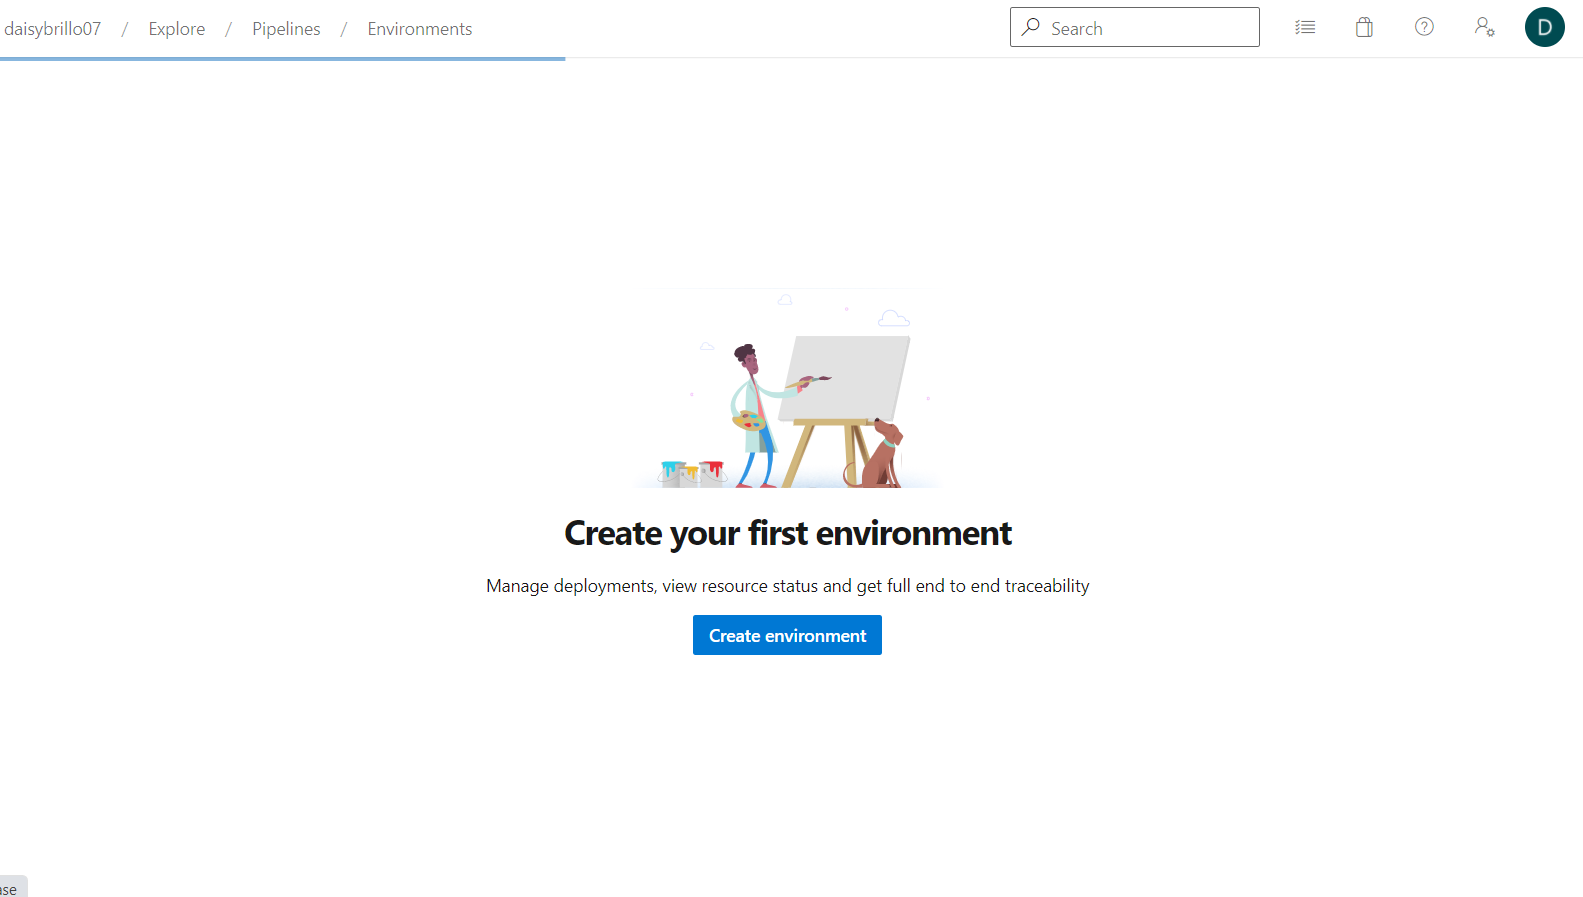 daisybrillo07 / Explore / Pipelines / Environments
Search
D
Create your first environment
Manage deployments, view resource status and get full end to end traceability
Create environment